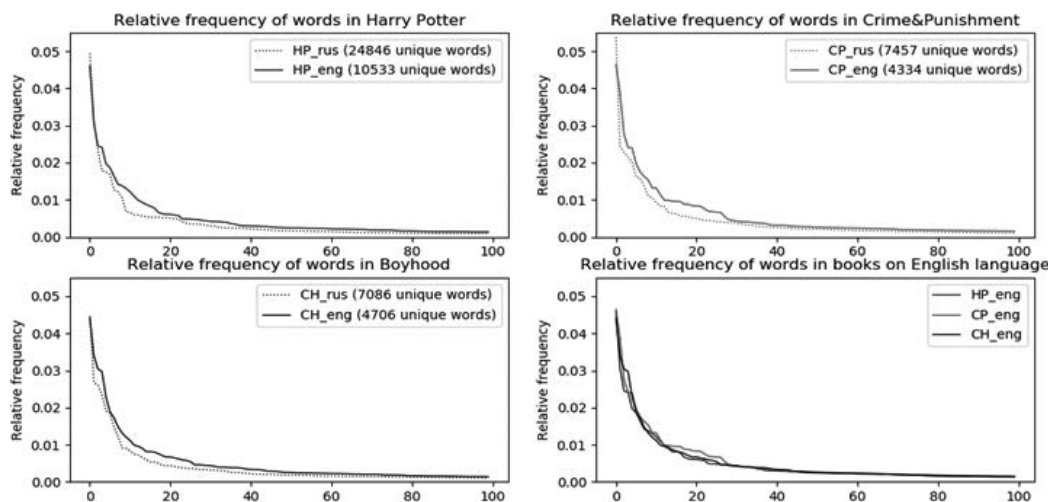 Relative frequency of words in Harry Potter
Relative frequency
0.05
0.04
0.03
0.02
0.01
0.00
HP_rus (24846 unique words)
HP_eng (10533 unique words)
0 20 40 60 80 100
Relative frequency of words in Crime&Punishment
Relative frequency
0.05
0.04
0.03
0.02
0.01
0.00
CP_rus (7457 unique words)
CP_eng (4334 unique words)
0 20 40 60 80 100
Relative frequency of words in Boyhood
Relative frequency
0.05
0.04
0.03
0.02
0.01
0.00
CH_rus (7086 unique words)
CH_eng (4706 unique words)
0 20 40 60 80 100
Relative frequency of words in books on English language
Relative frequency
0.05
0.04
0.03
0.02
0.01
0.00
HP_eng
CP_eng
CH_eng
0 20 40 60 80 100